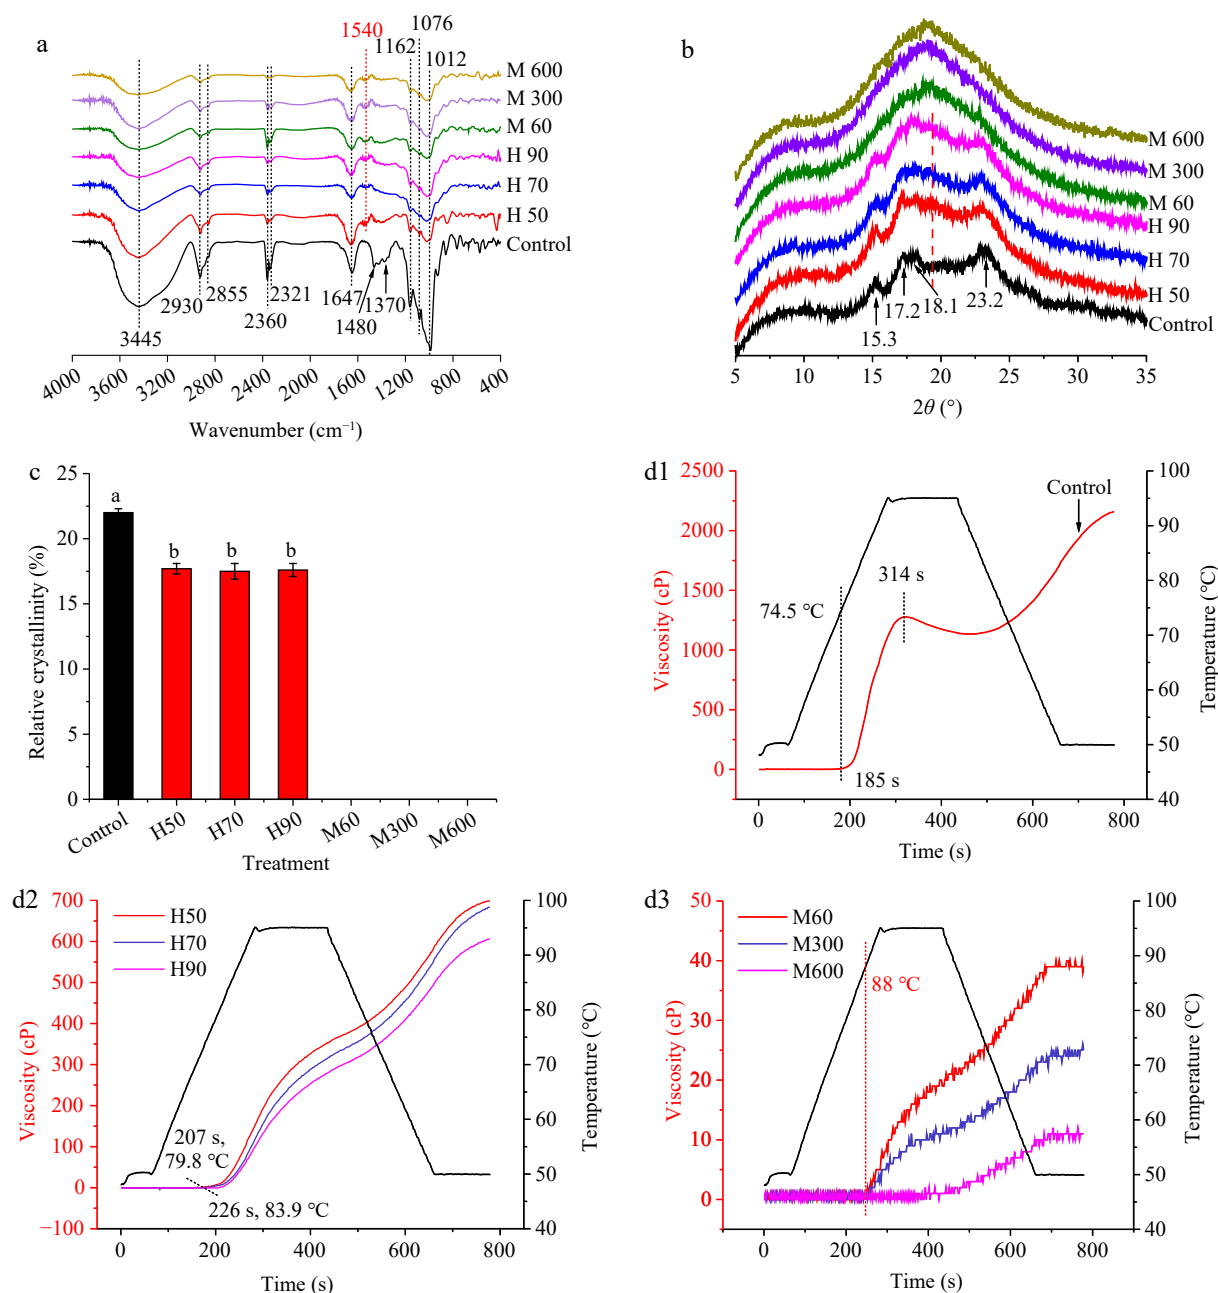 a
1540
1076
1162
1012
M 600
M 300
M 60
H 90
H 70
H 50
Control
2930
2855
2321
1647
1370
3445
2360
1480
4000 3600 3200 2800 2400 2000 1600 1200 800 400
Wavenumber (cm⁻¹)
b
M 600
M 300
M 60
H 90
H 70
H 50
Control
17.2
18.1
23.2
15.3
5 10 15 20 25 30 35
2θ (°)
c
25
20
15
10
5
0
Relative crystallinity (%)
a
b
b
b
Control H50 H70 H90 M60 M300 M600
Treatment
d1
2500
2000
1500
1000
500
0
Viscosity (cP)
100
90
80
70
60
50
40
Temperature (℃)
Control
314 s
74.5 ℃
185 s
0 200 400 600 800
Time (s)
d2
700
600
500
400
300
200
100
0
−100
Viscosity (cP)
H50
H70
H90
207 s,
79.8 ℃
226 s, 83.9 ℃
100
90
80
70
60
50
40
Temperature (℃)
0 200 400 600 800
Time (s)
d3
50
40
30
20
10
0
Viscosity (cP)
M60
M300
M600
88 ℃
100
90
80
70
60
50
40
Temperature (℃)
0 200 400 600 800
Time (s)